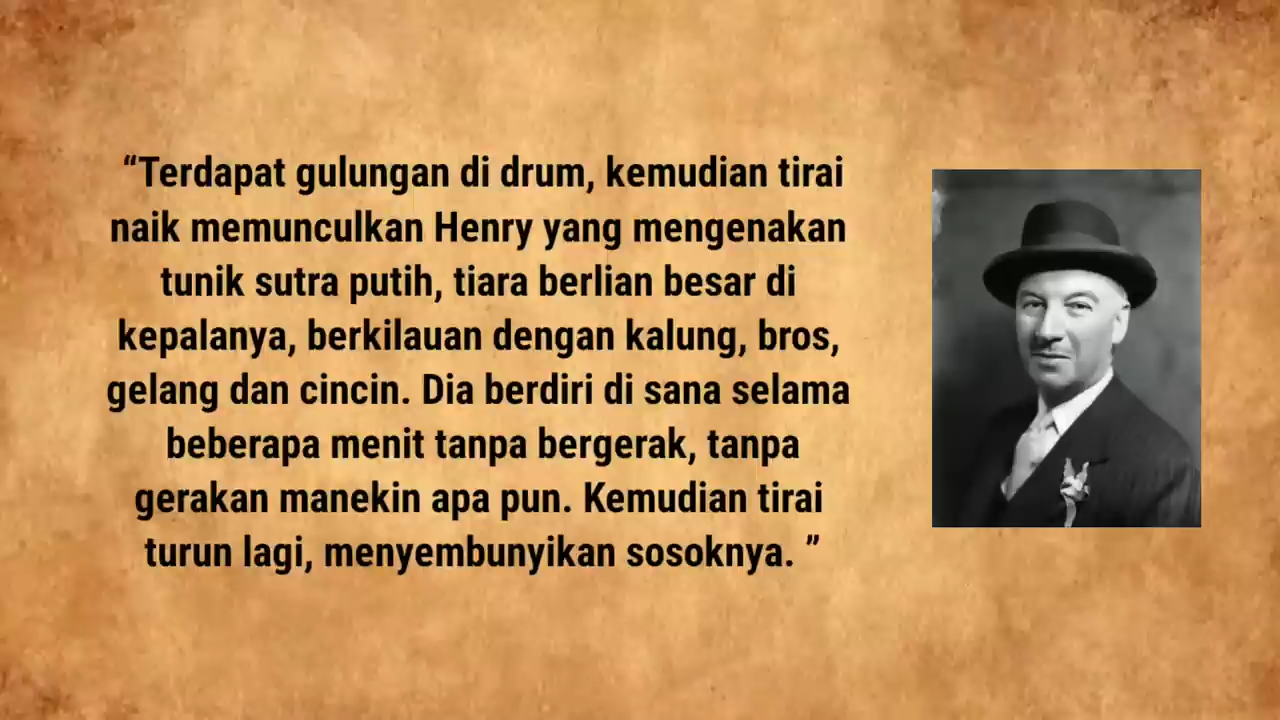 “Terdapat gulungan di drum, kemudian tirai
naik memunculkan Henry yang mengenakan
tunik sutra putih, tiara berlian besar di
kepalanya, berkilauan dengan kalung, bros,
gelang dan cincin. Dia berdiri di sana selama
beberapa menit tanpa bergerak, tanpa
gerakan manekin apa pun. Kemudian tirai
turun lagi, menyembunyikan sosoknya. ”